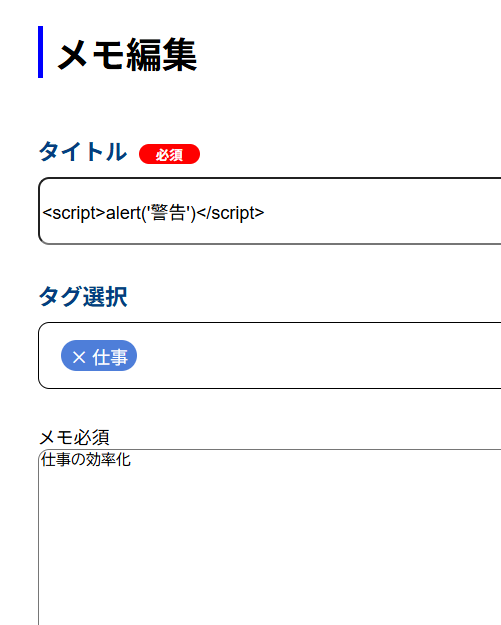 メモ編集
タイトル 必須
<script>alert('警告')</script>
タグ選択
× 仕事
メモ必須
仕事の効率化